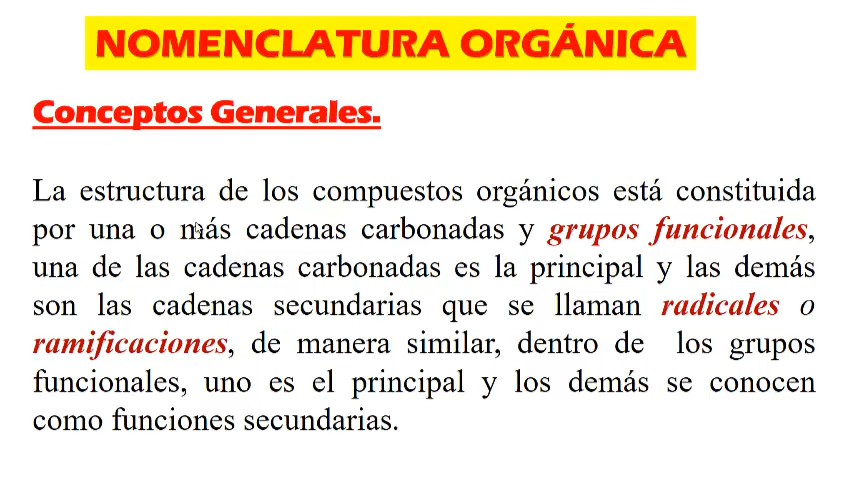 NOMENCLATURA ORGÁNICA
Conceptos Generales.
La estructura de los compuestos orgánicos está constituida
por una o más cadenas carbonadas y grupos funcionales,
una de las cadenas carbonadas es la principal y las demás
son las cadenas secundarias que se llaman radicales o
ramificaciones, de manera similar, dentro de los grupos
funcionales, uno es el principal y los demás se conocen
como funciones secundarias.